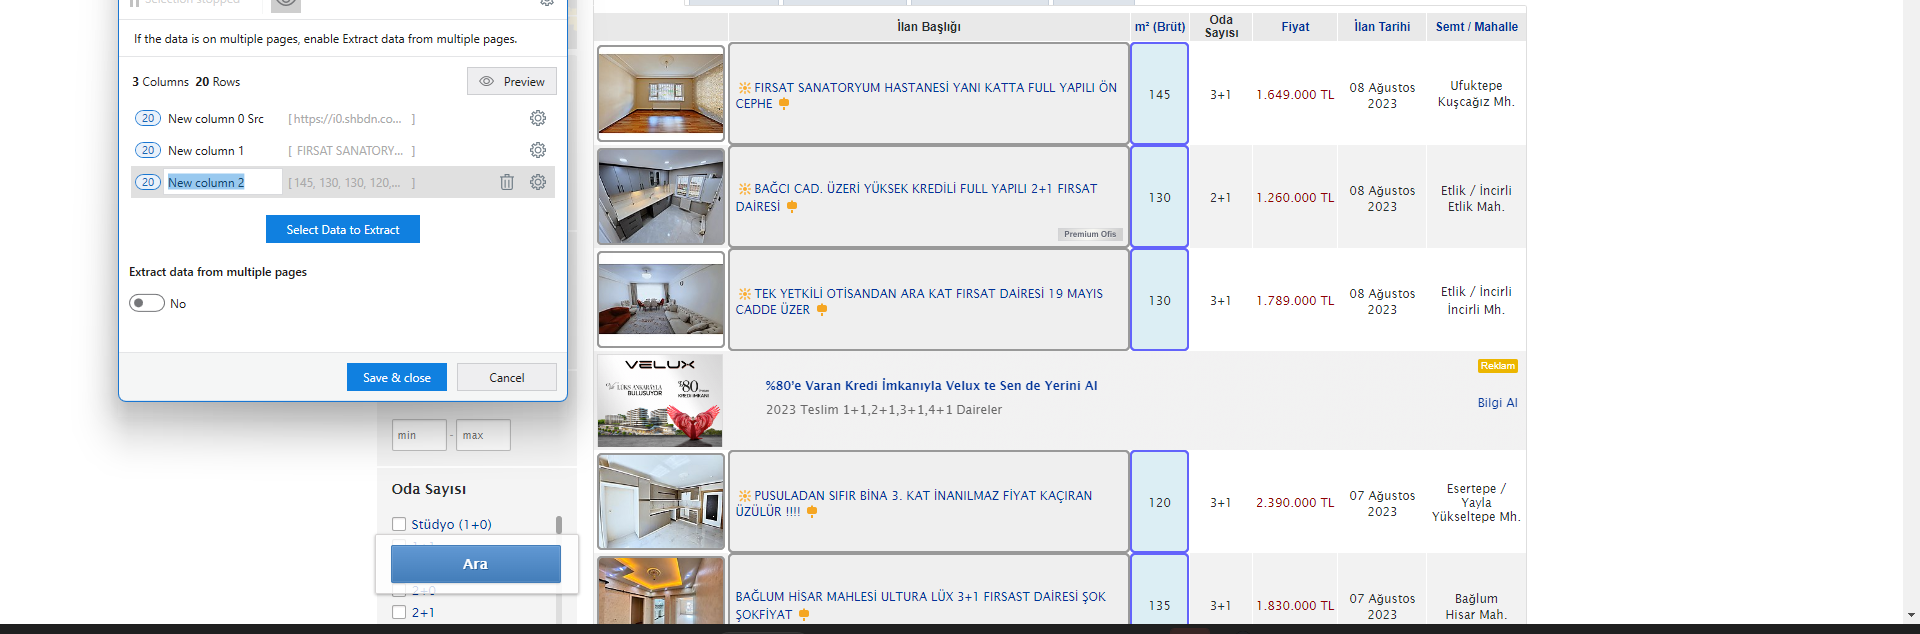 Selection stopped
If the data is on multiple pages, enable Extract data from multiple pages.
3 Columns 20 Rows
Preview
20 New column 0 Src [https://i0.shbdn.co... ]
20 New column 1 [ FIRSAT SANATORY... ]
20 New column 2 [145, 130, 130, 120,... ]
Select Data to Extract
Extract data from multiple pages
No
Save & close
Cancel
min - max
Oda Sayısı
Stüdyo (1+0)
Ara
2+0
2+1
İlan Başlığı
m² (Brüt)
Oda
Sayısı
Fiyat
İlan Tarihi
Semt / Mahalle
FIRSAT SANATORYUM HASTANESİ YANI KATTA FULL YAPILI ÖN
CEPHE
145
3+1
1.649.000 TL
08 Ağustos
2023
Ufuktepe
Kuşcağız Mh.
BAĞCI CAD. ÜZERİ YÜKSEK KREDİLİ FULL YAPILI 2+1 FIRSAT
DAİRESİ
Premium Ofis
130
2+1
1.260.000 TL
08 Ağustos
2023
Etlik / İncirli
Etlik Mah.
TEK YETKİLİ OTİSANDAN ARA KAT FIRSAT DAİRESİ 19 MAYIS
CADDE ÜZER
130
3+1
1.789.000 TL
08 Ağustos
2023
Etlik / İncirli
İncirli Mh.
VELUX
LÜKS ANKARAYLA
BULUŞUYOR
%80
KREDİ İMKANI
%80'e Varan Kredi İmkanıyla Velux te Sen de Yerini Al
2023 Teslim 1+1,2+1,3+1,4+1 Daireler
Reklam
Bilgi Al
PUSULADAN SIFIR BİNA 3. KAT İNANILMAZ FİYAT KAÇIRAN
ÜZÜLÜR !!!!
120
3+1
2.390.000 TL
07 Ağustos
2023
Esertepe /
Yayla
Yükseltepe Mh.
BAĞLUM HİSAR MAHLESİ ULTURA LÜX 3+1 FIRSAST DAİRESİ ŞOK
ŞOKFİYAT
135
3+1
1.830.000 TL
07 Ağustos
2023
Bağlum
Hisar Mah.